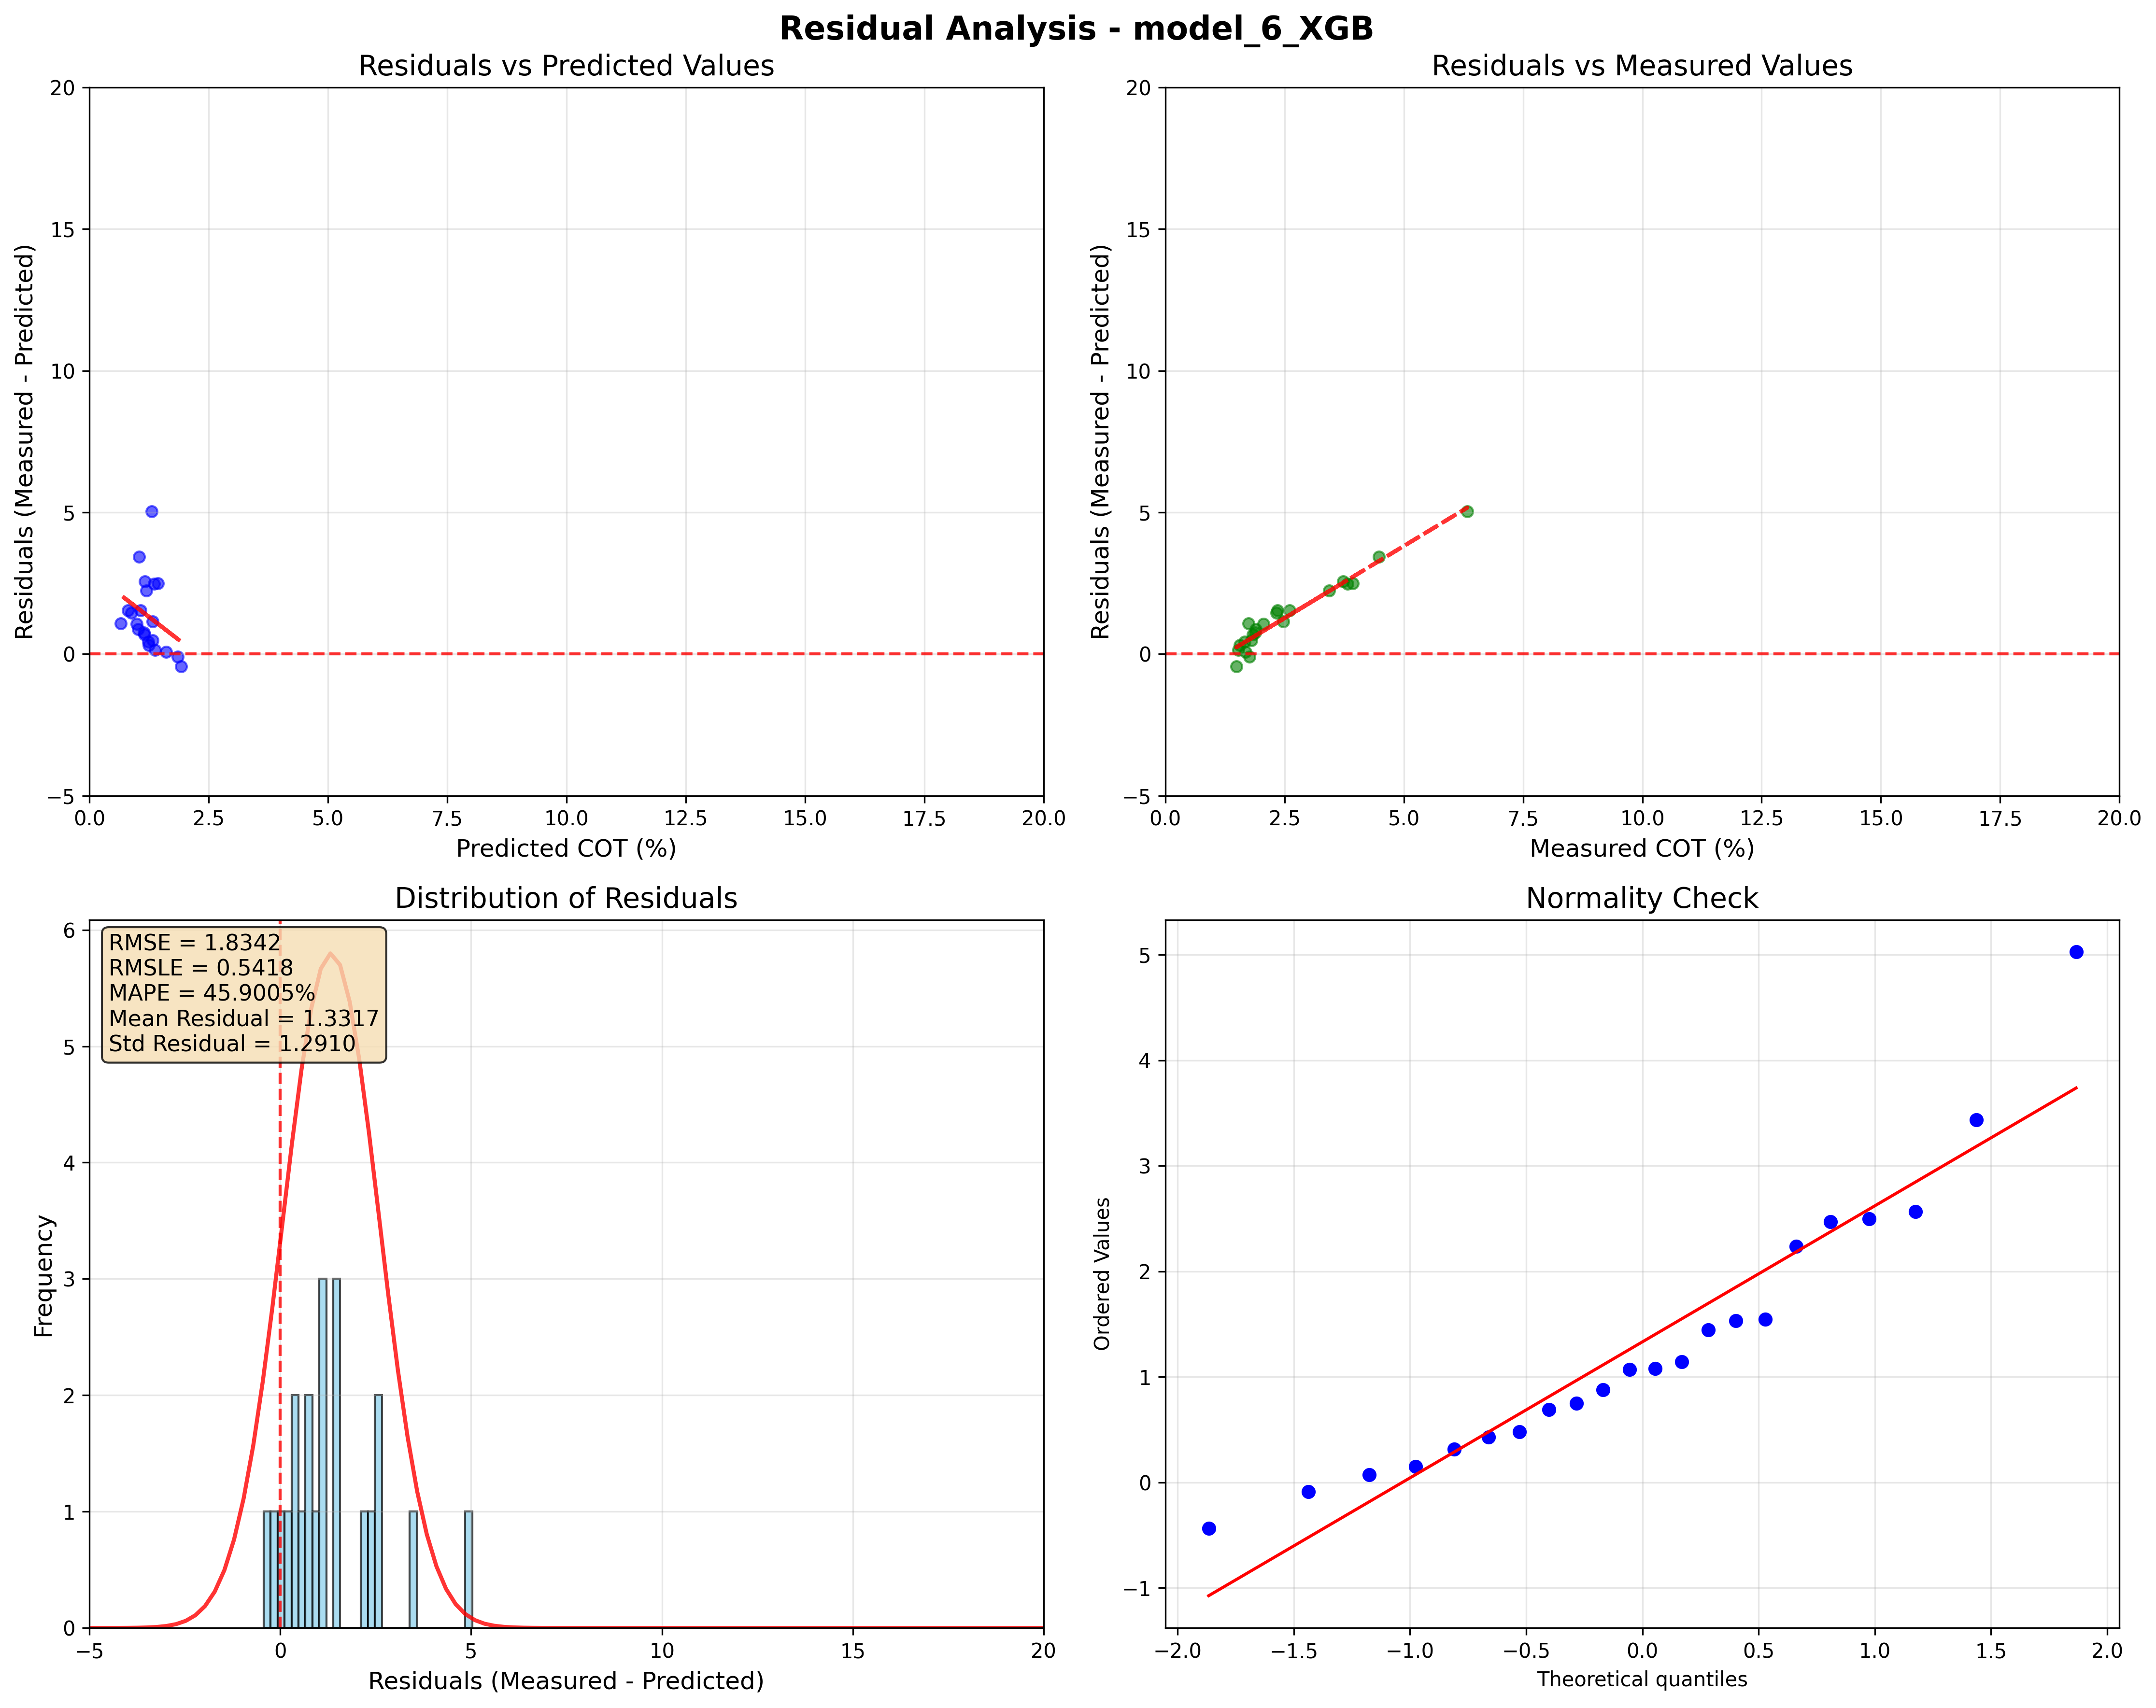 Residual Analysis - model_6_XGB
Residuals vs Predicted Values
20
15
10
5
0
−5
0.0 2.5 5.0 7.5 10.0 12.5 15.0 17.5 20.0
Residuals (Measured - Predicted)
Predicted COT (%)
Residuals vs Measured Values
20
15
10
5
0
−5
0.0 2.5 5.0 7.5 10.0 12.5 15.0 17.5 20.0
Residuals (Measured - Predicted)
Measured COT (%)
Distribution of Residuals
RMSE = 1.8342
RMSLE = 0.5418
MAPE = 45.9005%
Mean Residual = 1.3317
Std Residual = 1.2910
6
5
4
3
2
1
0
−5 0 5 10 15 20
Frequency
Residuals (Measured - Predicted)
Normality Check
5
4
3
2
1
0
−1
−2.0 −1.5 −1.0 −0.5 0.0 0.5 1.0 1.5 2.0
Ordered Values
Theoretical quantiles